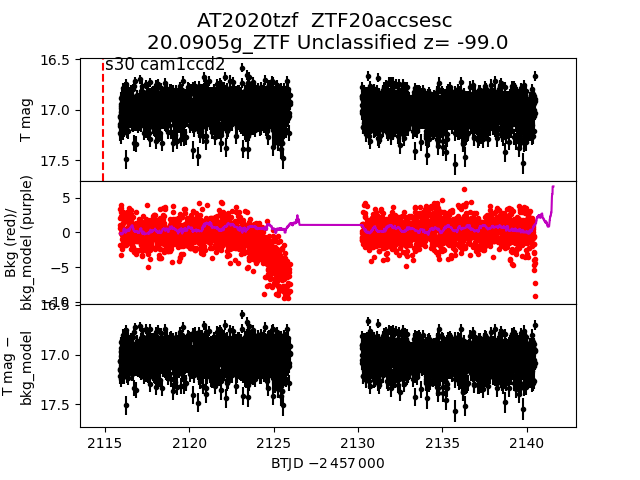 AT2020tzf  ZTF20accsesc
20.0905g_ZTF Unclassified z= -99.0
s30 cam1ccd2
16.5
17.0
17.5
T mag
5
0
−5
−10
Bkg (red)/
bkg_model (purple)
16.5
17.0
17.5
T mag −
bkg_model
2115
2120
2125
2130
2135
2140
BTJD −2 457 000